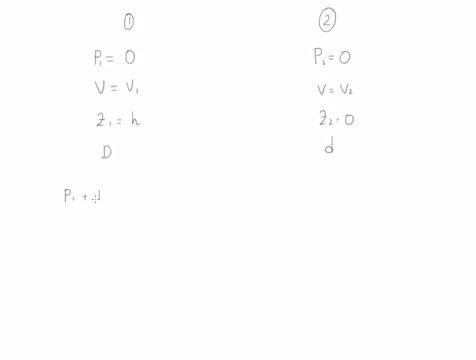 ① ②
P₁ = 0 P₂ = 0
V = V₁ V = V₂
Z₁ = h Z₂ = 0
D d
P₁ +